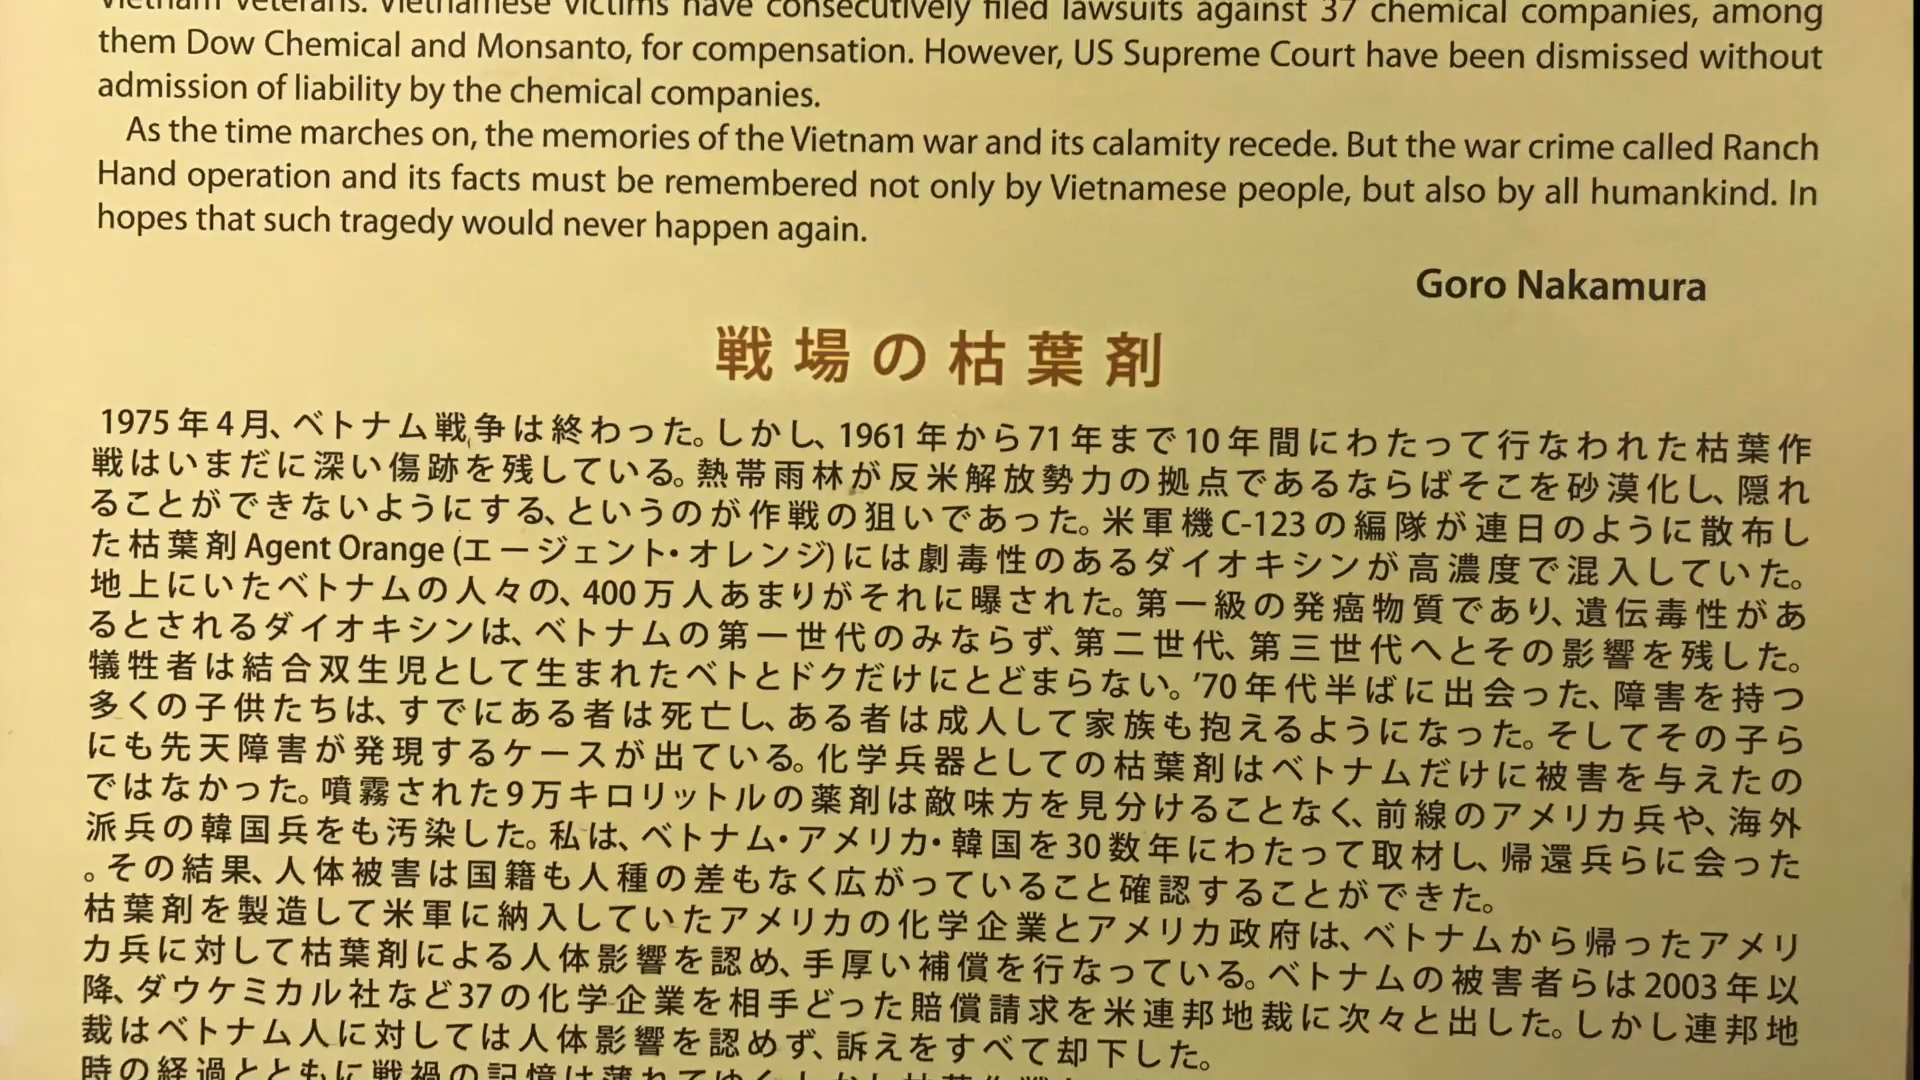 Vietnam veterans. Vietnamese victims have consecutively filed lawsuits against 37 chemical companies, among
them Dow Chemical and Monsanto, for compensation. However, US Supreme Court have been dismissed without
admission of liability by the chemical companies.
As the time marches on, the memories of the Vietnam war and its calamity recede. But the war crime called Ranch
Hand operation and its facts must be remembered not only by Vietnamese people, but also by all humankind. In
hopes that such tragedy would never happen again.
Goro Nakamura
戦場の枯葉剤
1975年4月、ベトナム戦争は終わった。しかし、1961年から71年まで10年間にわたって行なわれた枯葉作
戦はいまだに深い傷跡を残している。熱帯雨林が反米解放勢力の拠点であるならばそこを砂漠化し、隠れ
ることができないようにする、というのが作戦の狙いであった。米軍機C-123の編隊が連日のように散布し
た枯葉剤Agent Orange (エージェント・オレンジ)には劇毒性のあるダイオキシンが高濃度で混入していた。
地上にいたベトナムの人々の、400万人あまりがそれに曝された。第一級の発癌物質であり、遺伝毒性があ
るとされるダイオキシンは、ベトナムの第一世代のみならず、第二世代、第三世代へとその影響を残した。
犠牲者は結合双生児として生まれたベトとドクだけにとどまらない。'70年代半ばに出会った、障害を持つ
多くの子供たちは、すでにある者は死亡し、ある者は成人して家族も抱えるようになった。そしてその子ら
にも先天障害が発現するケースが出ている。化学兵器としての枯葉剤はベトナムだけに被害を与えたの
ではなかった。噴霧された9万キロリットルの薬剤は敵味方を見分けることなく、前線のアメリカ兵や、海外
派兵の韓国兵をも汚染した。私は、ベトナム・アメリカ・韓国を30数年にわたって取材し、帰還兵らに会った
。その結果、人体被害は国籍も人種の差もなく広がっていること確認することができた。
枯葉剤を製造して米軍に納入していたアメリカの化学企業とアメリカ政府は、ベトナムから帰ったアメリ
カ兵に対して枯葉剤による人体影響を認め、手厚い補償を行なっている。ベトナムの被害者らは2003年以
降、ダウケミカル社など37の化学企業を相手どった賠償請求を米連邦地裁に次々と出した。しかし連邦地
裁はベトナム人に対しては人体影響を認めず、訴えをすべて却下した。
時の経過とともに戦禍の記憶は薄れてゆく